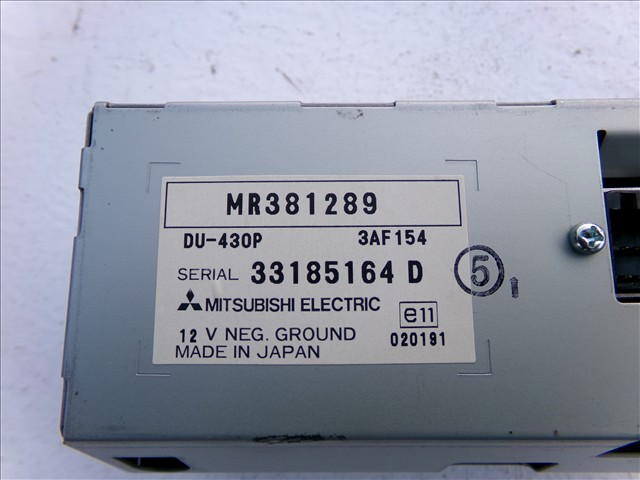 MR381289
DU-430P 3AF154
SERIAL 33185164 D
5
MITSUBISHI ELECTRIC
e11
12 V NEG. GROUND
020191
MADE IN JAPAN